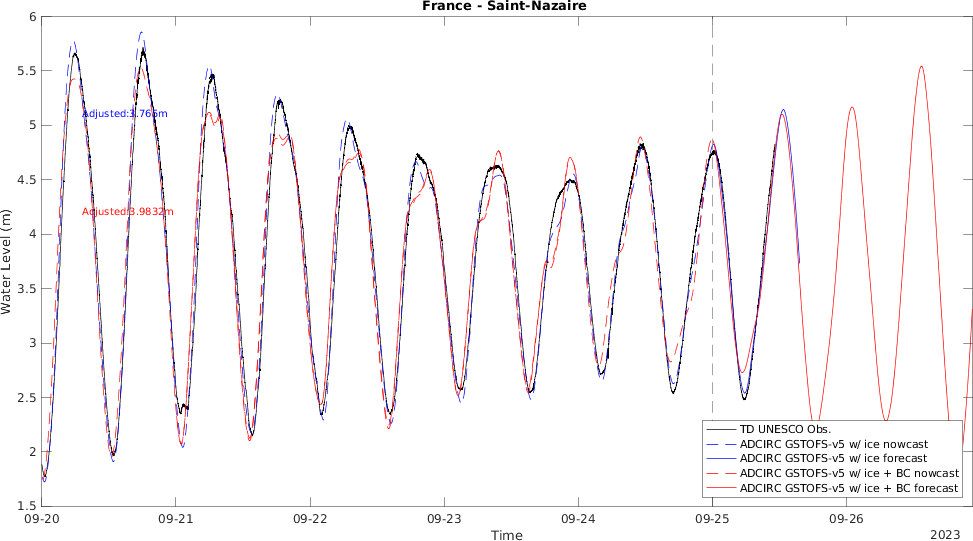 France - Saint-Nazaire
6
5.5
5
4.5
4
3.5
3
2.5
2
1.5
Water Level (m)
Adjusted:3.766m
Adjusted:3.9832m
TD UNESCO Obs.
ADCIRC GSTOFS-v5 w/ ice nowcast
ADCIRC GSTOFS-v5 w/ ice forecast
ADCIRC GSTOFS-v5 w/ ice + BC nowcast
ADCIRC GSTOFS-v5 w/ ice + BC forecast
09-20 09-21 09-22 09-23 09-24 09-25 09-26
Time
2023